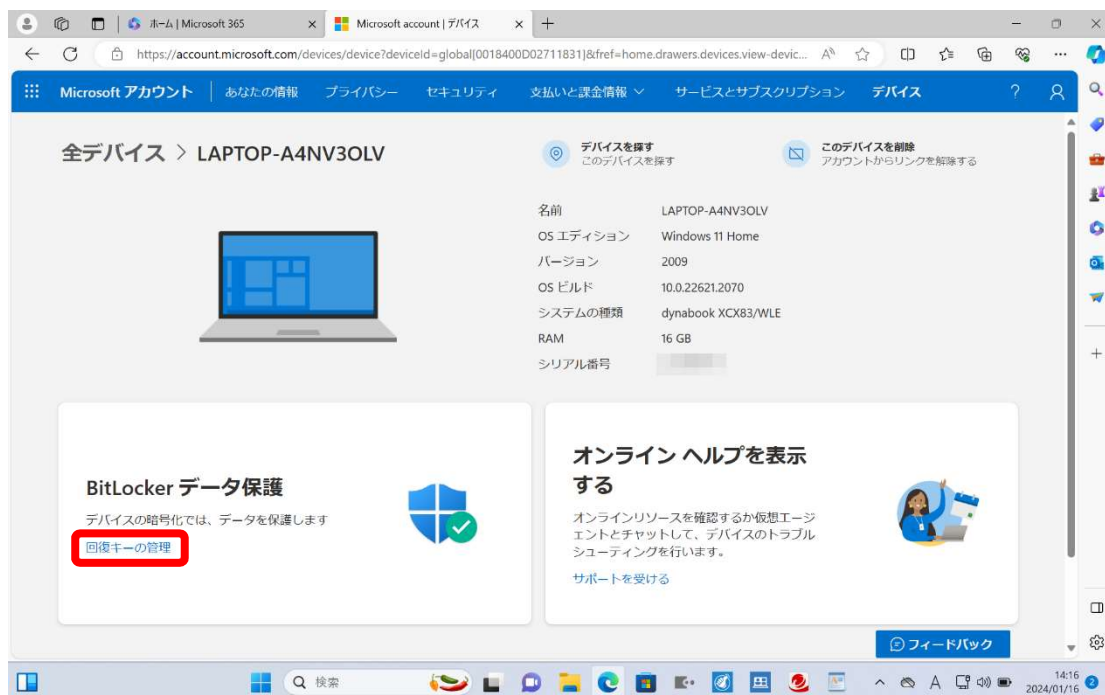 ホーム | Microsoft 365
Microsoft account | デバイス
https://account.microsoft.com/devices/device?deviceId=global[0018400D02711831]&fref=home.drawers.devices.view-devic...
Microsoft アカウント
あなたの情報
プライバシー
セキュリティ
支払いと課金情報
サービスとサブスクリプション
デバイス
全デバイス > LAPTOP-A4NV3OLV
デバイスを探す
このデバイスを探す
このデバイスを削除
アカウントからリンクを解除する
名前 LAPTOP-A4NV3OLV
OS エディション Windows 11 Home
バージョン 2009
OS ビルド 10.0.22621.2070
システムの種類 dynabook XCX83/WLE
RAM 16 GB
シリアル番号
BitLocker データ保護
デバイスの暗号化では、データを保護します
回復キーの管理
オンライン ヘルプを表示
する
オンラインリソースを確認するか仮想エージ
ェントとチャットして、デバイスのトラブル
シューティングを行います。
サポートを受ける
フィードバック
検索
A
14:16
2024/01/16
2